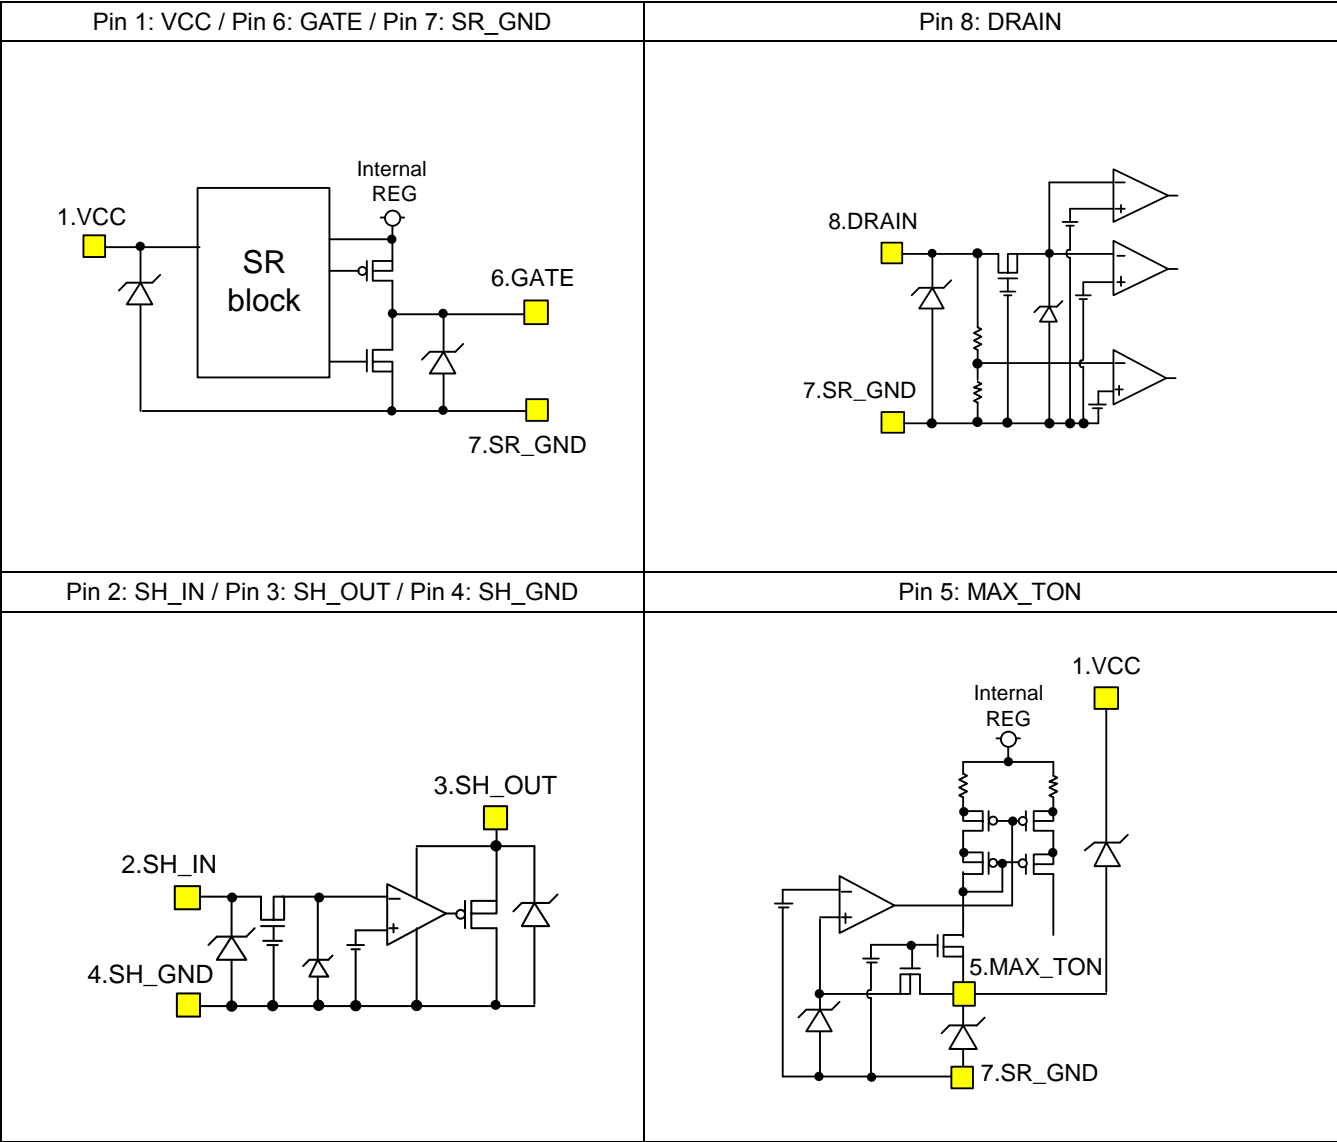 Pin 1: VCC / Pin 6: GATE / Pin 7: SR_GND
Pin 8: DRAIN
Internal
REG
1.VCC
SR
block
6.GATE
7.SR_GND
8.DRAIN
7.SR_GND
−
+
−
+
−
+
Pin 2: SH_IN / Pin 3: SH_OUT / Pin 4: SH_GND
Pin 5: MAX_TON
3.SH_OUT
2.SH_IN
4.SH_GND
−
+
1.VCC
Internal
REG
−
+
5.MAX_TON
7.SR_GND